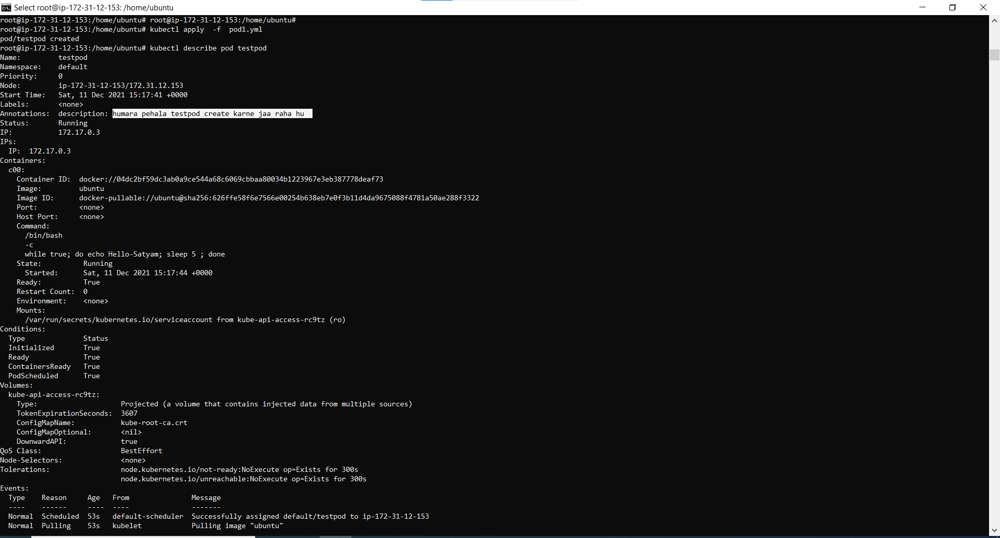 Select root@ip-172-31-12-153: /home/ubuntu
root@ip-172-31-12-153:/home/ubuntu# root@ip-172-31-12-153:/home/ubuntu#
root@ip-172-31-12-153:/home/ubuntu# kubectl apply  -f  pod1.yml
pod/testpod created
root@ip-172-31-12-153:/home/ubuntu# kubectl describe pod testpod
Name:         testpod
Namespace:    default
Priority:     0
Node:         ip-172-31-12-153/172.31.12.153
Start Time:   Sat, 11 Dec 2021 15:17:41 +0000
Labels:       <none>
Annotations:  description: humara pehala testpod create karne jaa raha hu
Status:       Running
IP:           172.17.0.3
IPs:
  IP:  172.17.0.3
Containers:
  c00:
    Container ID:  docker://04dc2bf59dc3ab0a9ce544a68c6069cbbaa80034b1223967e3eb387778deaf73
    Image:         ubuntu
    Image ID:      docker-pullable://ubuntu@sha256:626ffe58f6e7566e00254b638eb7e0f3b11d4da9675088f4781a50ae288f3322
    Port:          <none>
    Host Port:     <none>
    Command:
      /bin/bash
      -c
      while true; do echo Hello-Satyam; sleep 5 ; done
    State:          Running
      Started:      Sat, 11 Dec 2021 15:17:44 +0000
    Ready:          True
    Restart Count:  0
    Environment:    <none>
    Mounts:
      /var/run/secrets/kubernetes.io/serviceaccount from kube-api-access-rc9tz (ro)
Conditions:
  Type              Status
  Initialized       True
  Ready             True
  ContainersReady   True
  PodScheduled      True
Volumes:
  kube-api-access-rc9tz:
    Type:                    Projected (a volume that contains injected data from multiple sources)
    TokenExpirationSeconds:  3607
    ConfigMapName:           kube-root-ca.crt
    ConfigMapOptional:       <nil>
    DownwardAPI:             true
QoS Class:                   BestEffort
Node-Selectors:              <none>
Tolerations:                 node.kubernetes.io/not-ready:NoExecute op=Exists for 300s
                             node.kubernetes.io/unreachable:NoExecute op=Exists for 300s
Events:
  Type    Reason     Age   From               Message
  ----    ------     ----  ----               -------
  Normal  Scheduled  53s   default-scheduler  Successfully assigned default/testpod to ip-172-31-12-153
  Normal  Pulling    53s   kubelet            Pulling image "ubuntu"